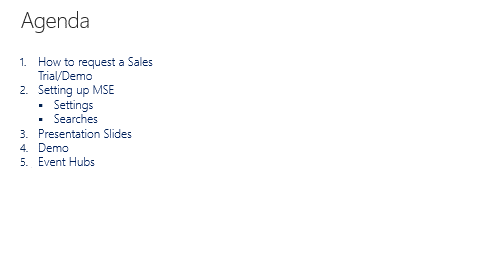 Agenda
1. How to request a Sales
Trial/Demo
2. Setting up MSE
▪ Settings
▪ Searches
3. Presentation Slides
4. Demo
5. Event Hubs